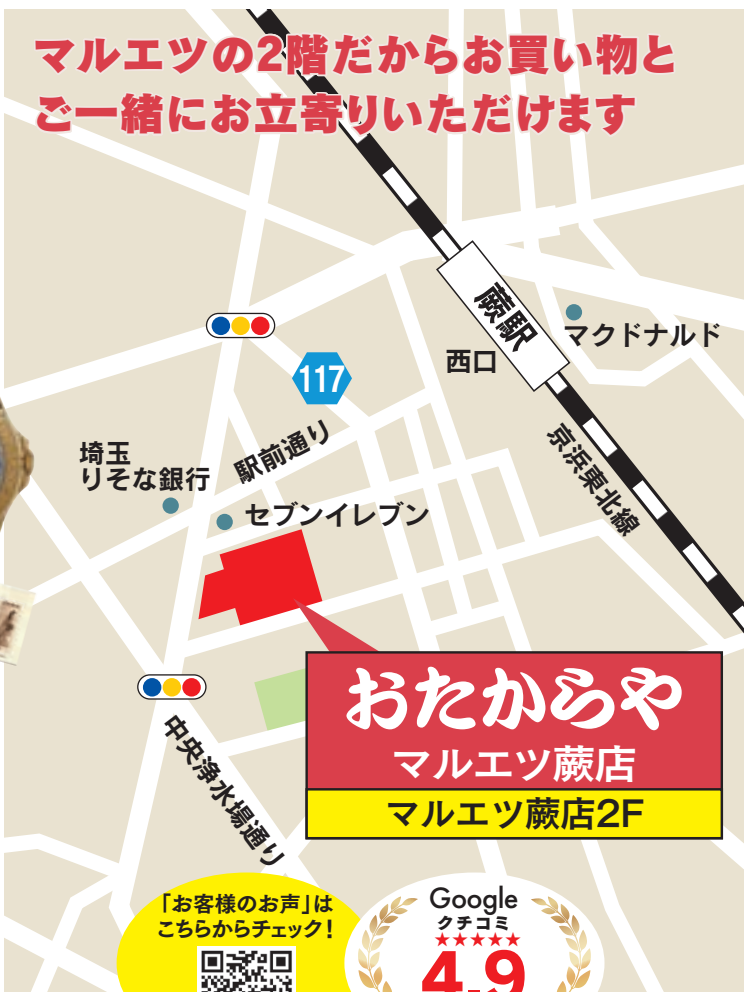 マルエツの2階だからお買い物と
ご一緒にお立寄りいただけます
蕨駅
マクドナルド
西口
117
京浜東北線
駅前通り
埼玉
りそな銀行
セブンイレブン
おたからや
マルエツ蕨店
マルエツ蕨店2F
中央浄水場通り
「お客様のお声」は
こちらからチェック!
Google
クチコミ
★★★★★
4.9